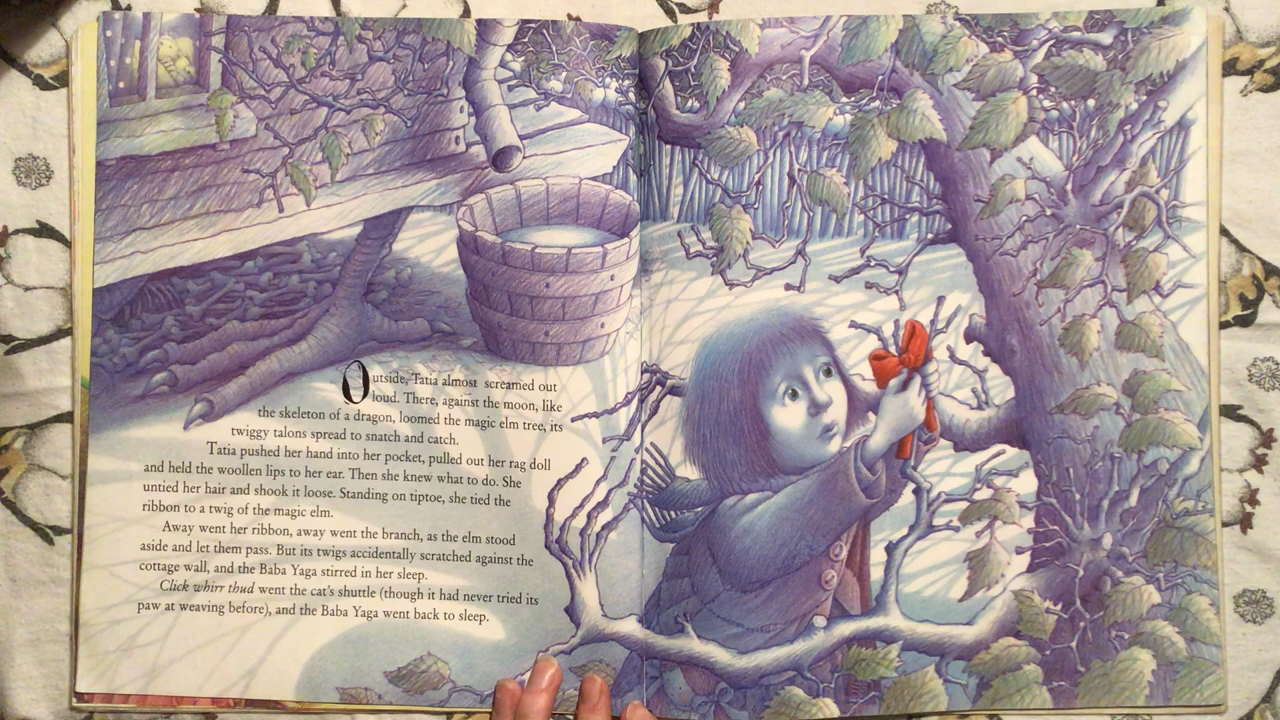 Outside, Tatia almost screamed out
loud. There, against the moon, like
the skeleton of a dragon, loomed the magic elm tree, its
twiggy talons spread to snatch and catch.
Tatia pushed her hand into her pocket, pulled out her rag doll
and held the woollen lips to her ear. Then she knew what to do. She
untied her hair and shook it loose. Standing on tiptoe, she tied the
ribbon to a twig of the magic elm.
Away went her ribbon, away went the branch, as the elm stood
aside and let them pass. But its twigs accidentally scratched against the
cottage wall, and the Baba Yaga stirred in her sleep.
Click whirr thud went the cat's shuttle (though it had never tried its
paw at weaving before), and the Baba Yaga went back to sleep.